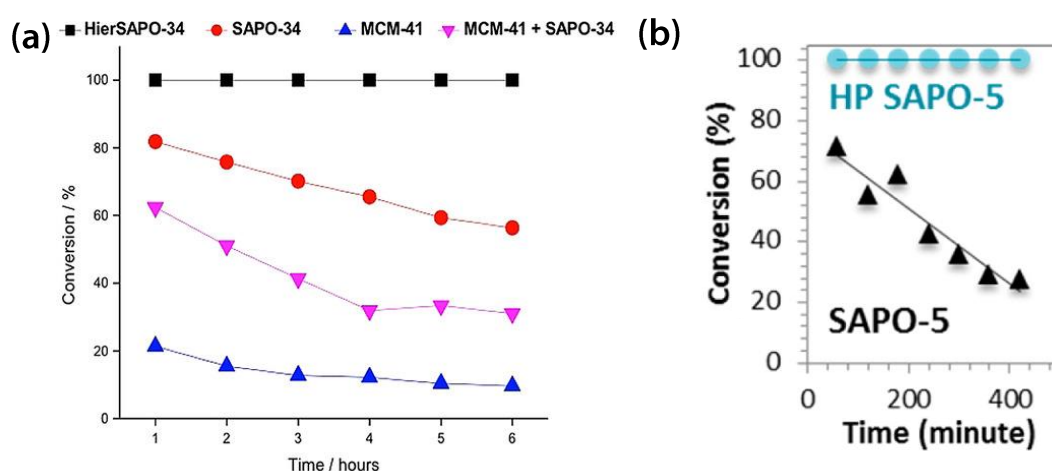 (a)
HierSAPO-34 SAPO-34 MCM-41 MCM-41 + SAPO-34
100
80
60
40
20
0
Conversion / %
1 2 3 4 5 6
Time / hours
(b)
100
80
60
40
20
0
Conversion (%)
HP SAPO-5
SAPO-5
0 200 400
Time (minute)